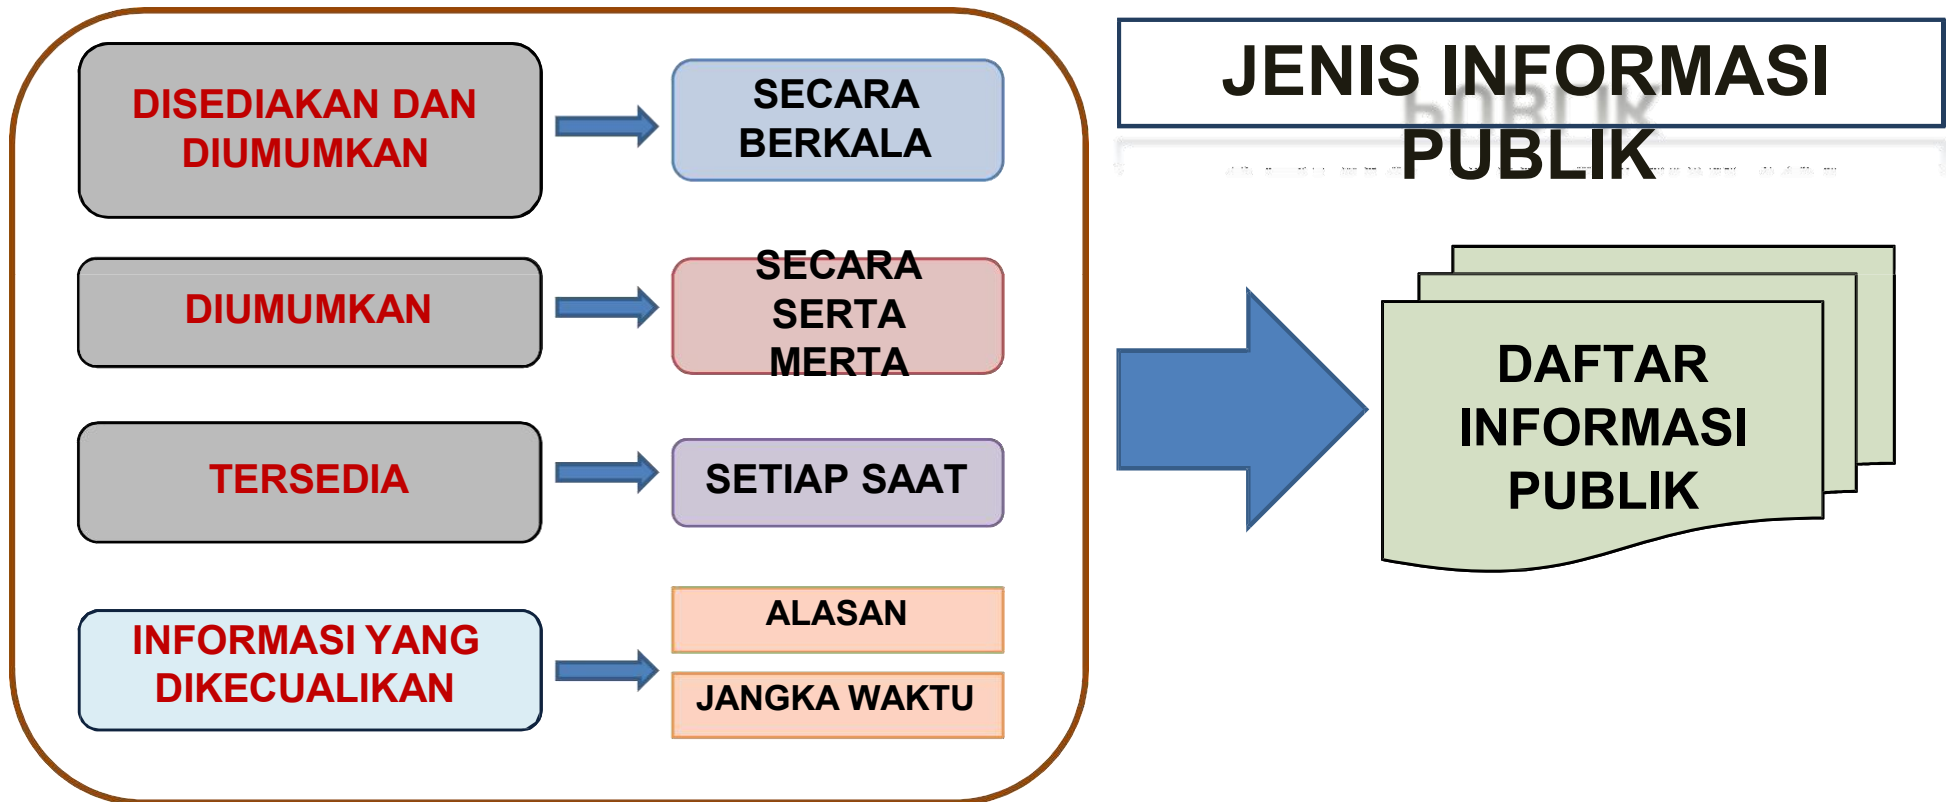 JENIS INFORMASI
PUBLIK
DISEDIAKAN DAN
DIUMUMKAN
SECARA
BERKALA
DIUMUMKAN
SECARA
SERTA
MERTA
TERSEDIA
SETIAP SAAT
INFORMASI YANG
DIKECUALIKAN
ALASAN
JANGKA WAKTU
DAFTAR
INFORMASI
PUBLIK